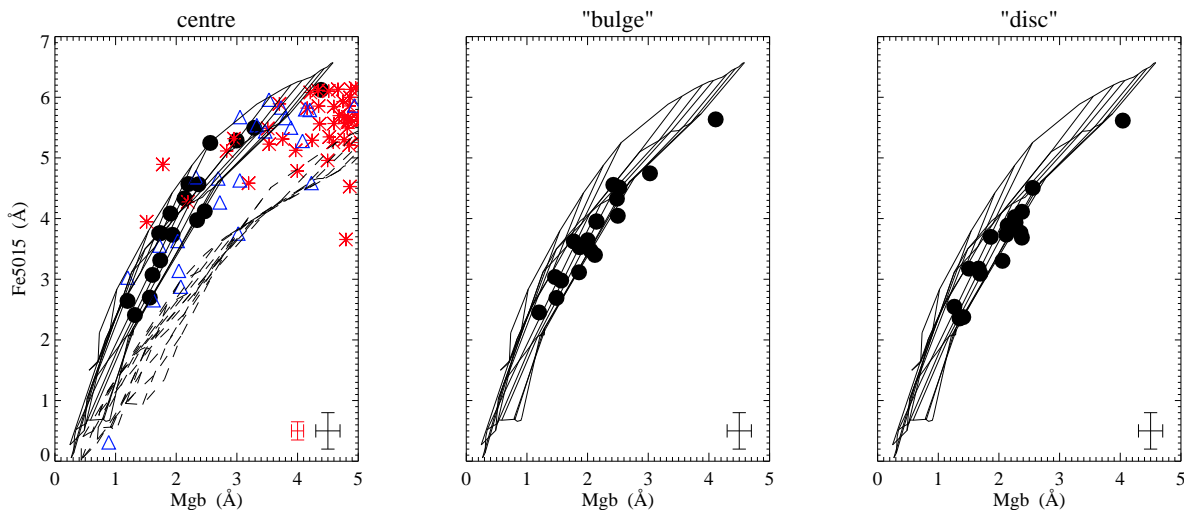 centre
"bulge"
"disc"
7
6
5
4
3
2
1
0
Fe5015 (Å)
0 1 2 3 4 5
0 1 2 3 4 5
0 1 2 3 4 5
Mgb (Å)
Mgb (Å)
Mgb (Å)